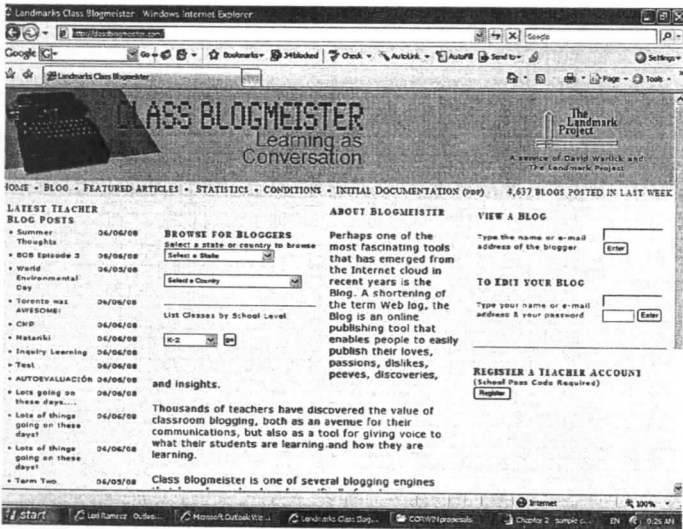 Landmarks Class Blogmeister - Windows Internet Explorer
http://classblogmeister.com/
Google
Google
Go
Bookmarks
34 blocked
Check
AutoLink
AutoFill
Send to
Settings
Landmarks Class Blogmeister
Page
Tools
CLASS BLOGMEISTER
Learning as
Conversation
The
Landmark
Project
A service of David Warlick and
The Landmark Project
HOME • BLOG • FEATURED ARTICLES • STATISTICS • CONDITIONS • INITIAL DOCUMENTATION (PDF)
4,637 BLOGS POSTED IN LAST WEEK
LATEST TEACHER
BLOG POSTS
• Summer 06/06/08
Thoughts
• BCB Episode 3 06/06/08
• World 06/05/08
Environmental
Day
• Toronto was 06/06/08
AWESOME!
• CNP 06/06/08
• Matariki 06/06/08
• Inquiry Learning 06/06/08
• Test 06/06/08
• AUTOEVALUACIÓN 06/06/08
• Lots going on 06/06/08
these days....
• Lots of things 06/06/08
going on these
days!
• Lots of things 06/06/08
going on these
days!
• Term Two. 06/05/08
BROWSE FOR BLOGGERS
Select a state or country to browse
Select a State
Select a Country
List Classes by School Level
K-2
go
ABOUT BLOGMEISTER
Perhaps one of the
most fascinating tools
that has emerged from
the Internet cloud in
recent years is the
Blog. A shortening of
the term Web log, the
Blog is an online
publishing tool that
enables people to easily
publish their loves,
passions, dislikes,
peeves, discoveries,
and insights.
Thousands of teachers have discovered the value of
classroom blogging, both as an avenue for their
communications, but also as a tool for giving voice to
what their students are learning and how they are
learning.
Class Blogmeister is one of several blogging engines
VIEW A BLOG
Type the name or e-mail
address of the blogger
Enter
TO EDIT YOUR BLOG
Type your name or e-mail
address & your password
Enter
REGISTER A TEACHER ACCOUNT
(School Pass Code Required)
Register
Internet
100%
start
Lori Ramirez - Outloo...
Microsoft Outlook We...
Landmarks Class Blog...
CORWIN proposals
Chapter 2 sample c...
EN
9:26 AM